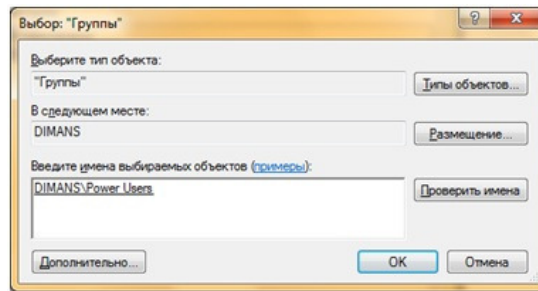 Выбор: "Группы"
Выберите тип объекта:
"Группы"
Типы объектов...
В следующем месте:
DIMANS
Размещение...
Введите имена выбираемых объектов (примеры):
DIMANS\Power Users
Проверить имена
Дополнительно...
ОК
Отмена